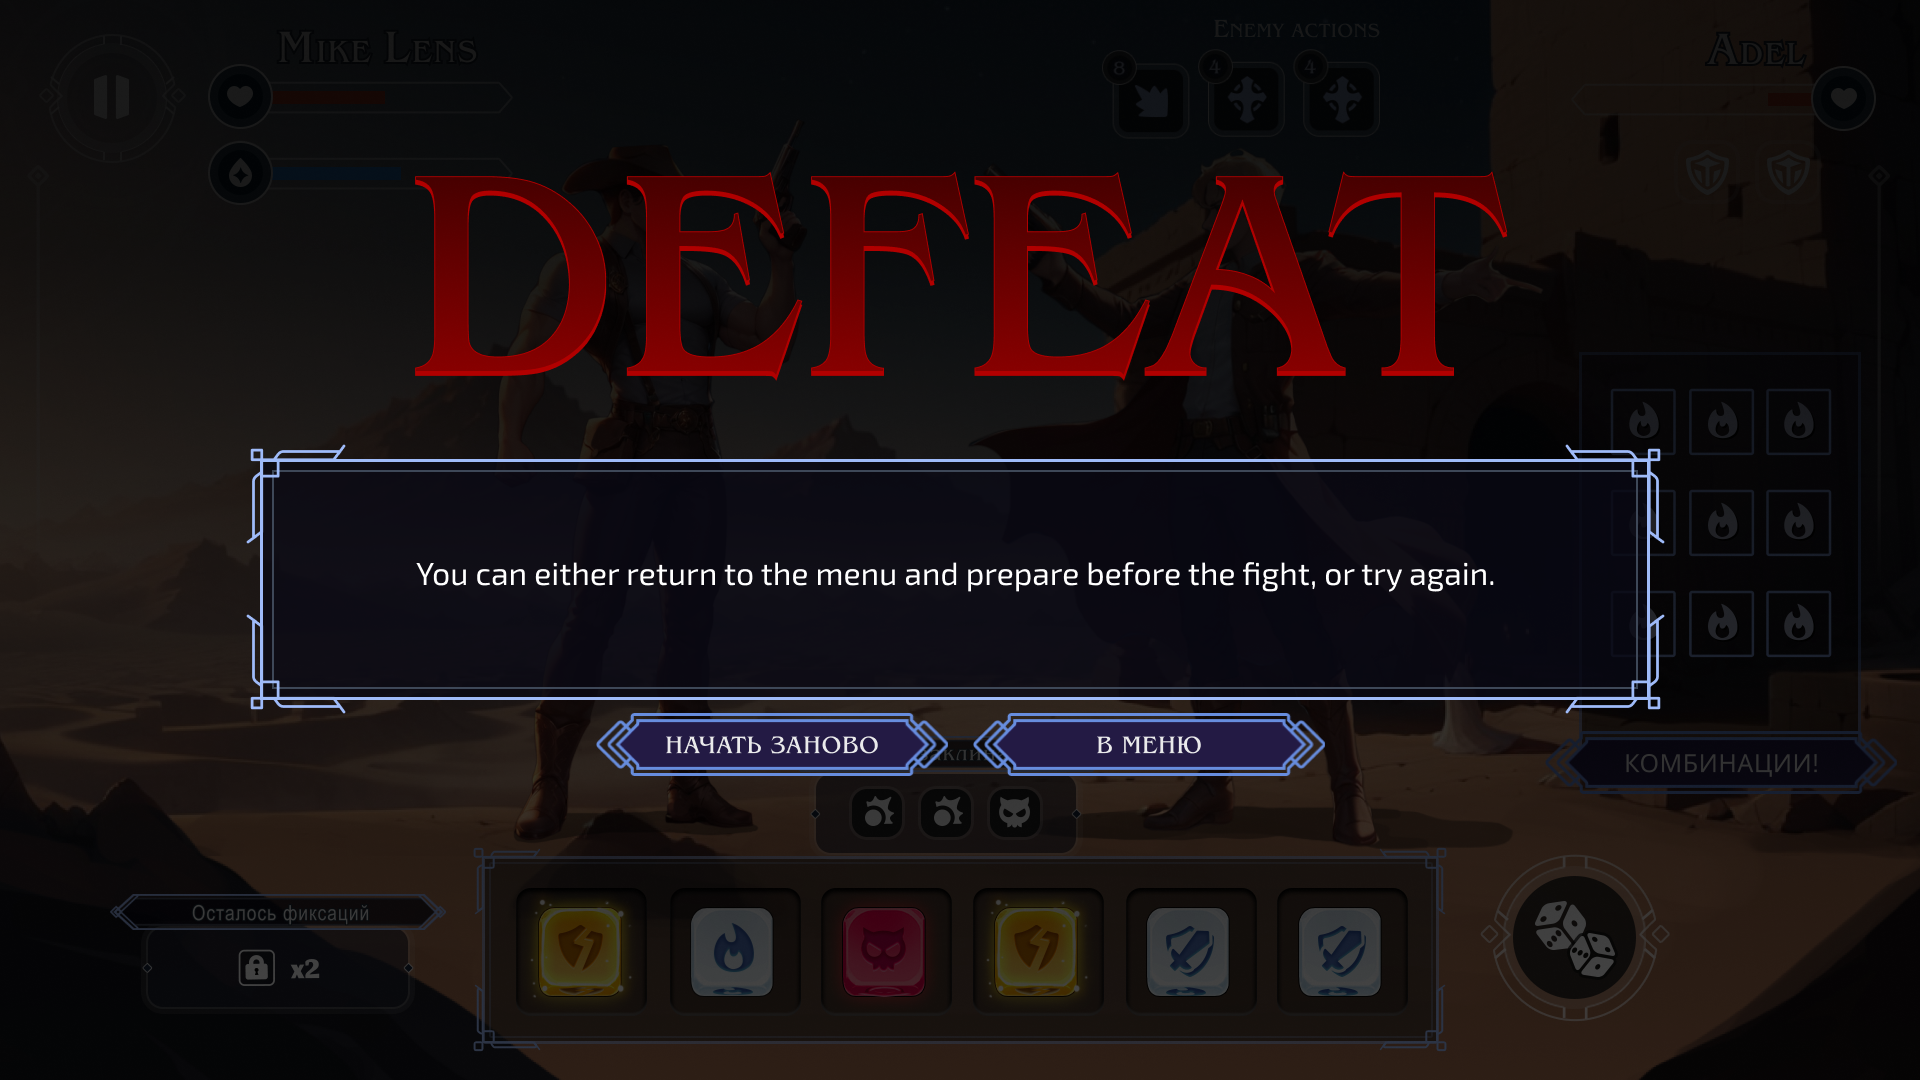 Mike Lens
Enemy actions
8
4
4
Adel
DEFEAT
You can either return to the menu and prepare before the fight, or try again.
НАЧАТЬ ЗАНОВО
В МЕНЮ
КОМБИНАЦИИ!
Осталось фиксаций
x2